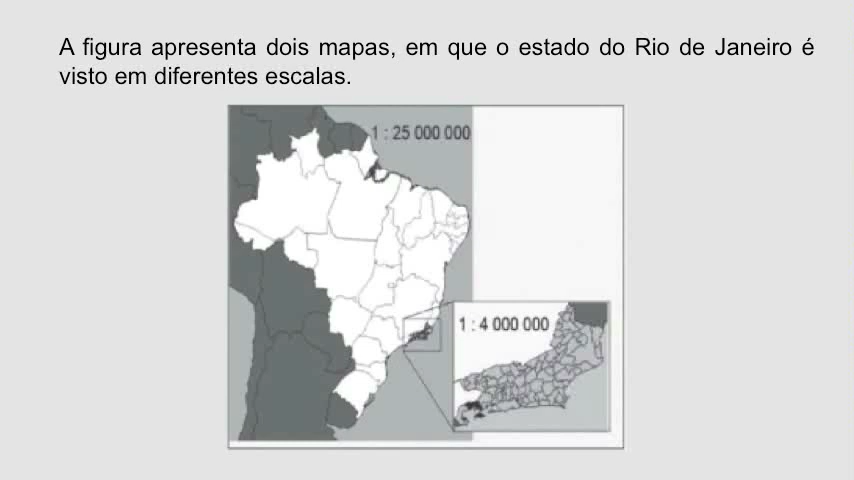 A figura apresenta dois mapas, em que o estado do Rio de Janeiro é
visto em diferentes escalas.
1 : 25 000 000
1 : 4 000 000